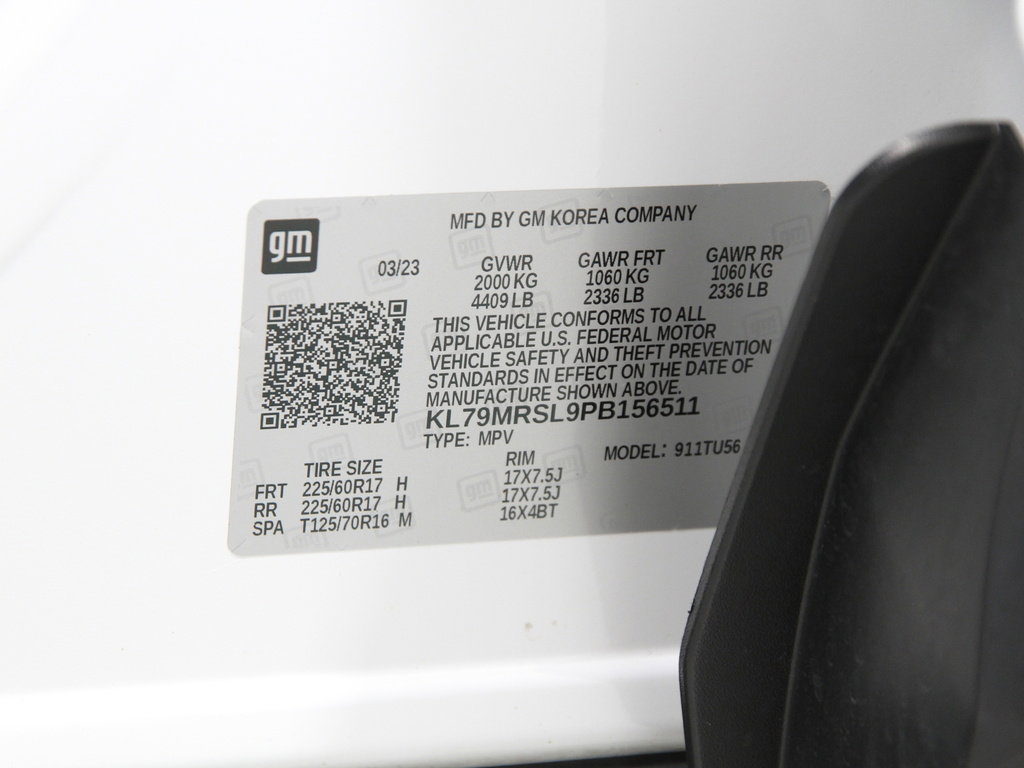 gm
MFD BY GM KOREA COMPANY
03/23
GVWR GAWR FRT GAWR RR
2000 KG 1060 KG 1060 KG
4409 LB 2336 LB 2336 LB
THIS VEHICLE CONFORMS TO ALL
APPLICABLE U.S. FEDERAL MOTOR
VEHICLE SAFETY AND THEFT PREVENTION
STANDARDS IN EFFECT ON THE DATE OF
MANUFACTURE SHOWN ABOVE.
KL79MRSL9PB156511
TYPE: MPV MODEL: 911TU56
TIRE SIZE RIM
FRT 225/60R17 H 17X7.5J
RR 225/60R17 H 17X7.5J
SPA T125/70R16 M 16X4BT